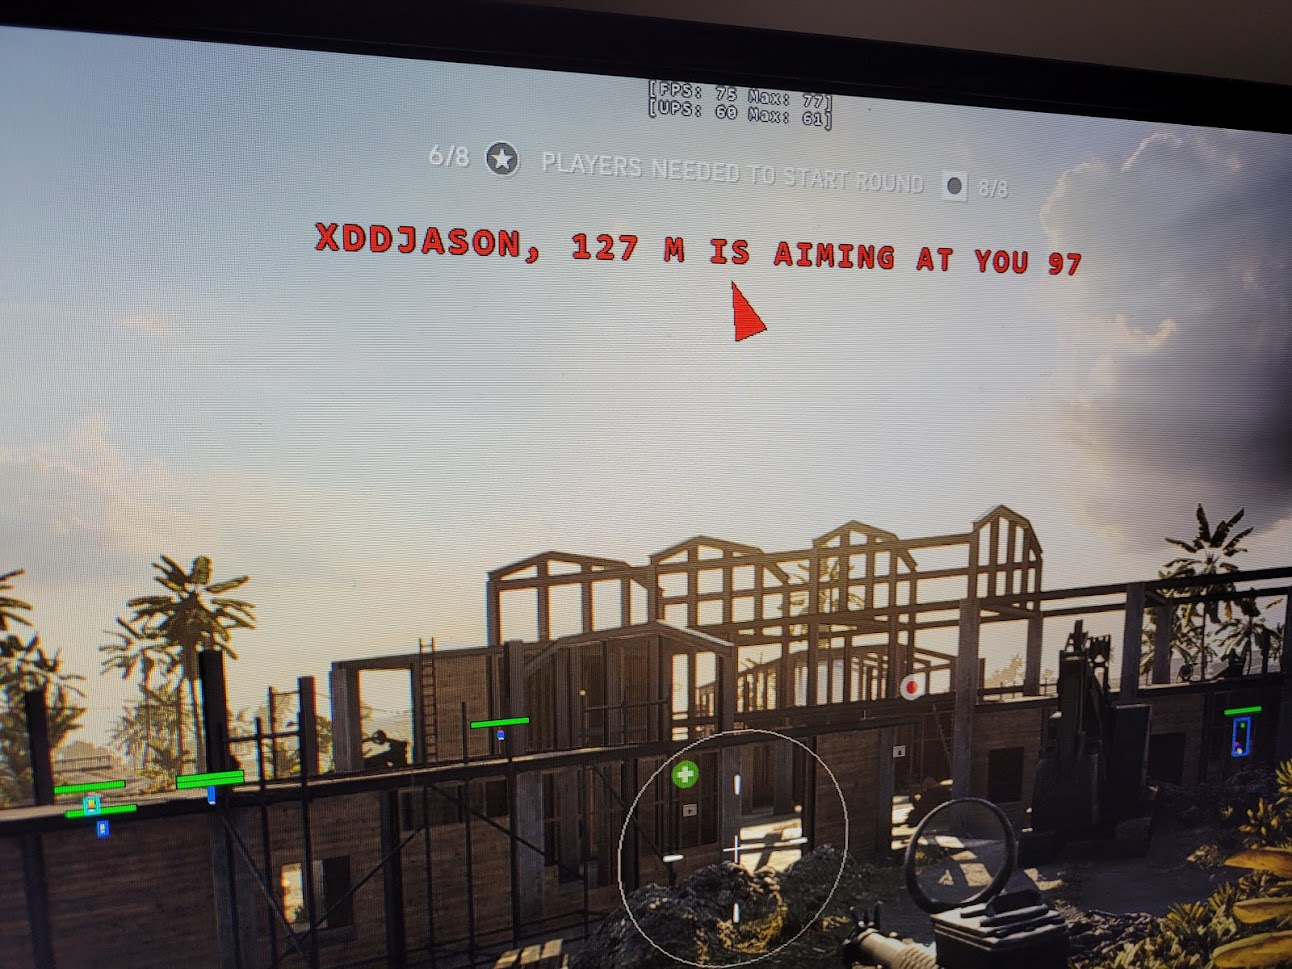 [FPS: 75 Max: 77]
[UPS: 60 Max: 61]
6/8 PLAYERS NEEDED TO START ROUND 8/8
XDDJASON, 127 M IS AIMING AT YOU 97